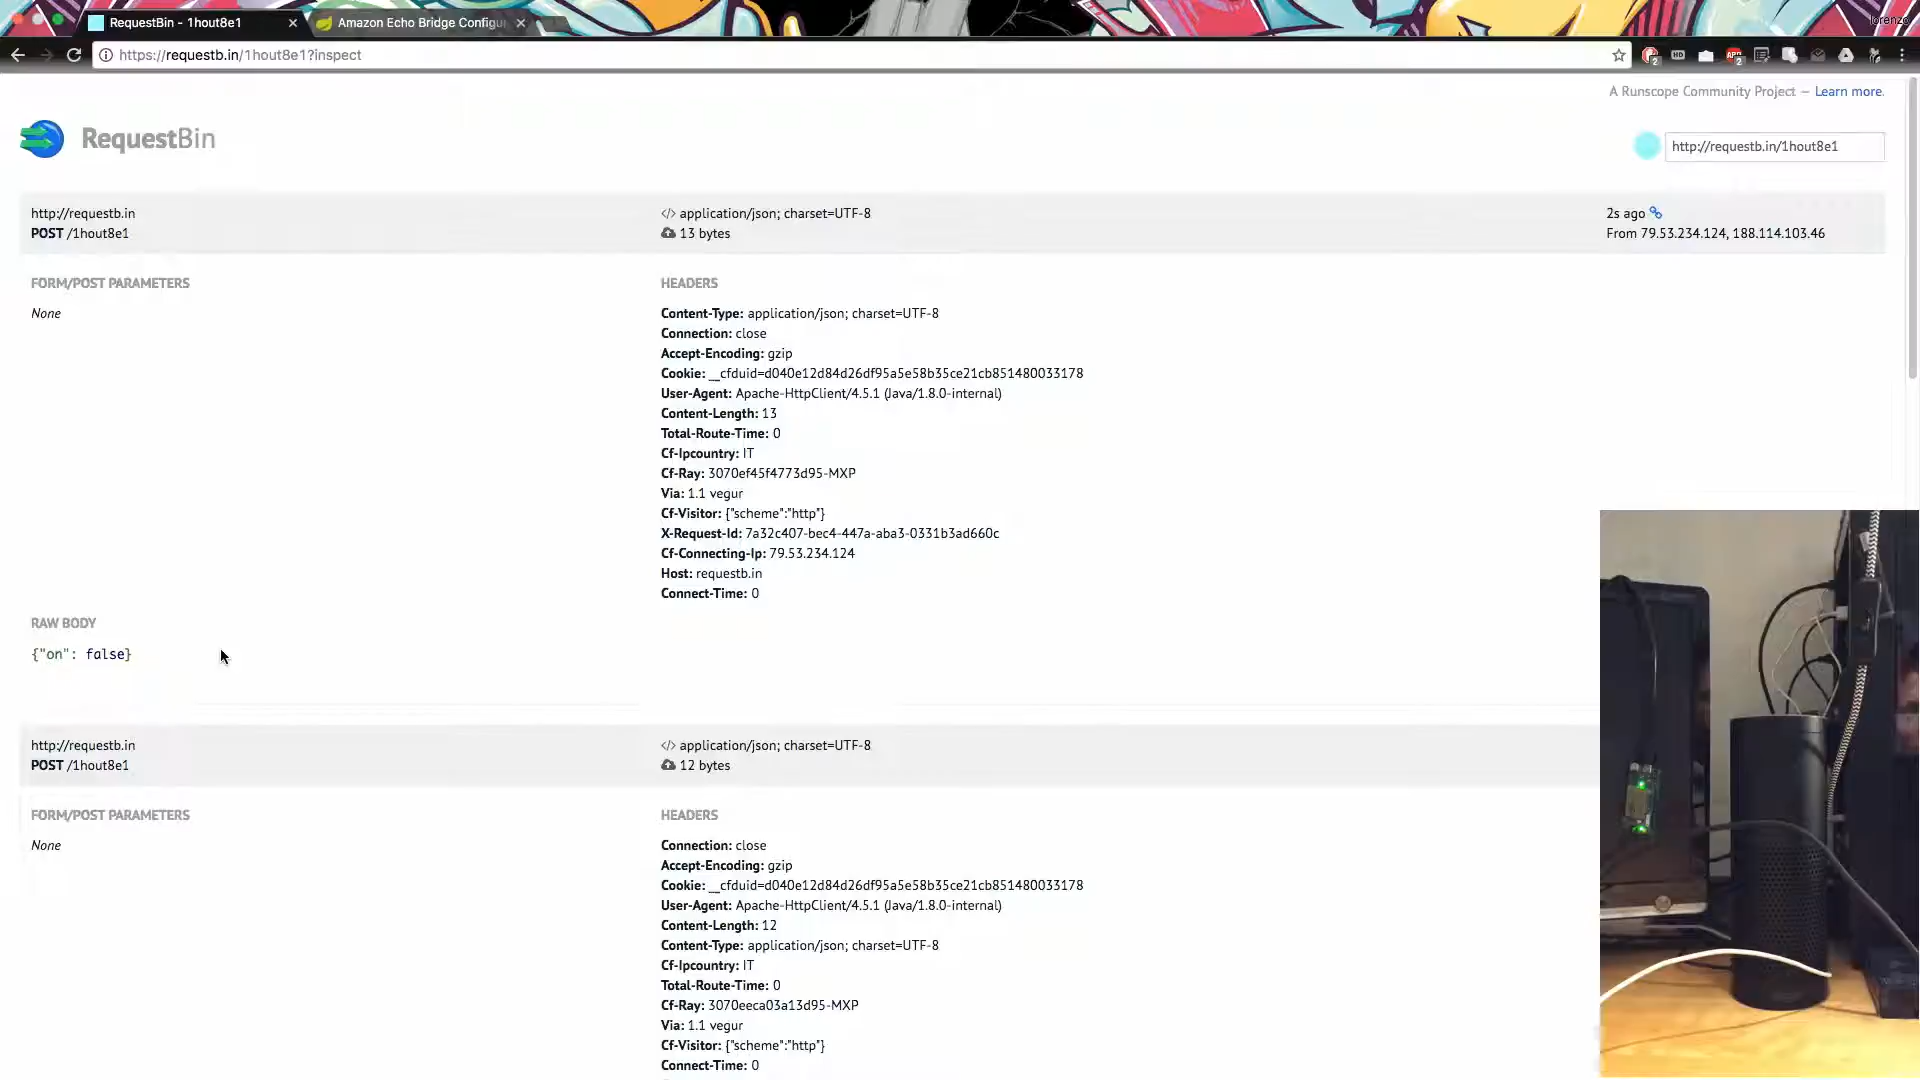 RequestBin - 1hout8e1
Amazon Echo Bridge Configu
lorenzo
https://requestb.in/1hout8e1?inspect
A Runscope Community Project — Learn more.
RequestBin
http://requestb.in/1hout8e1
http://requestb.in
POST /1hout8e1
application/json; charset=UTF-8
13 bytes
2s ago
From 79.53.234.124, 188.114.103.46
FORM/POST PARAMETERS
None
HEADERS
Content-Type: application/json; charset=UTF-8
Connection: close
Accept-Encoding: gzip
Cookie: __cfduid=d040e12d84d26df95a5e58b35ce21cb851480033178
User-Agent: Apache-HttpClient/4.5.1 (Java/1.8.0-internal)
Content-Length: 13
Total-Route-Time: 0
Cf-Ipcountry: IT
Cf-Ray: 3070ef45f4773d95-MXP
Via: 1.1 vegur
Cf-Visitor: {"scheme":"http"}
X-Request-Id: 7a32c407-bec4-447a-aba3-0331b3ad660c
Cf-Connecting-Ip: 79.53.234.124
Host: requestb.in
Connect-Time: 0
RAW BODY
{"on": false}
http://requestb.in
POST /1hout8e1
application/json; charset=UTF-8
12 bytes
FORM/POST PARAMETERS
None
HEADERS
Connection: close
Accept-Encoding: gzip
Cookie: __cfduid=d040e12d84d26df95a5e58b35ce21cb851480033178
User-Agent: Apache-HttpClient/4.5.1 (Java/1.8.0-internal)
Content-Length: 12
Content-Type: application/json; charset=UTF-8
Cf-Ipcountry: IT
Total-Route-Time: 0
Cf-Ray: 3070eeca03a13d95-MXP
Via: 1.1 vegur
Cf-Visitor: {"scheme":"http"}
Connect-Time: 0